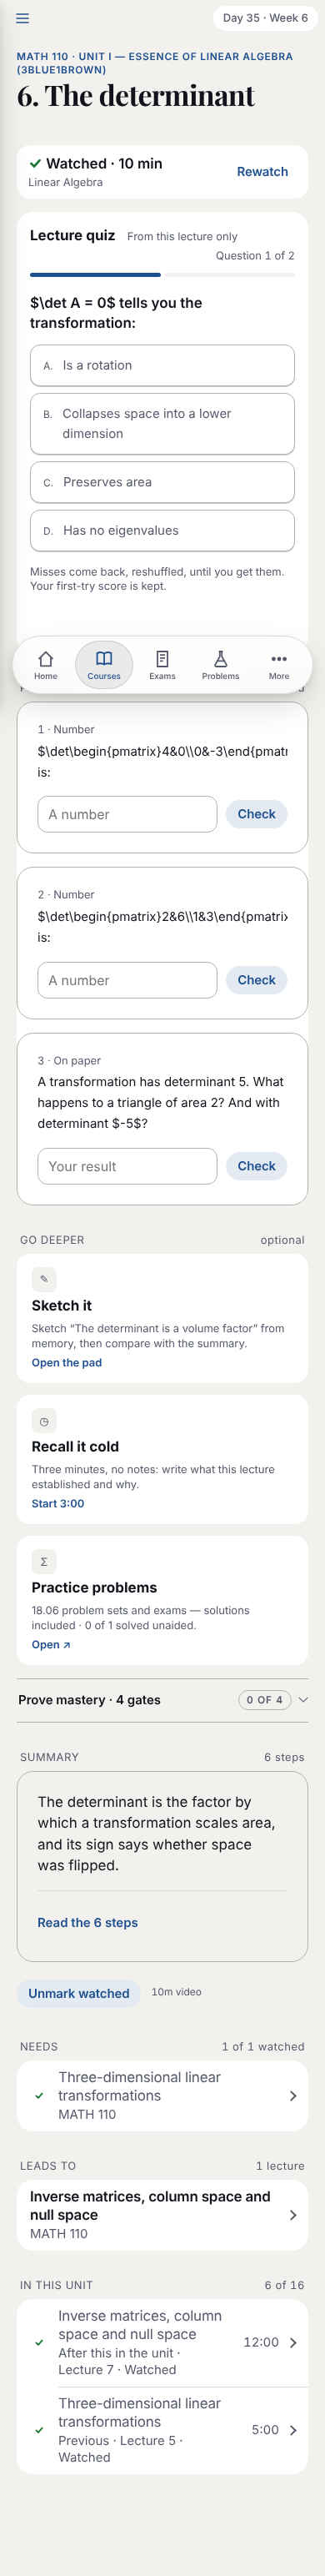 Day 35 · Week 6
MATH 110 · UNIT I — ESSENCE OF LINEAR ALGEBRA
(3BLUE1BROWN)
6. The determinant
Watched · 10 min
Linear Algebra
Rewatch
Lecture quiz From this lecture only
Question 1 of 2
$\det A = 0$ tells you the
transformation:
A. Is a rotation
B. Collapses space into a lower
dimension
C. Preserves area
D. Has no eigenvalues
Misses come back, reshuffled, until you get them.
Your first-try score is kept.
Home
Courses
Exams
Problems
More
1 · Number
$\det\begin{pmatrix}4&0\\0&-3\end{pmatr
is:
A number
Check
2 · Number
$\det\begin{pmatrix}2&6\\1&3\end{pmatrix
is:
A number
Check
3 · On paper
A transformation has determinant 5. What
happens to a triangle of area 2? And with
determinant $-5$?
Your result
Check
GO DEEPER optional
✎
Sketch it
Sketch “The determinant is a volume factor” from
memory, then compare with the summary.
Open the pad
◷
Recall it cold
Three minutes, no notes: write what this lecture
established and why.
Start 3:00
Σ
Practice problems
18.06 problem sets and exams — solutions
included · 0 of 1 solved unaided.
Open ↗
Prove mastery · 4 gates 0 OF 4
SUMMARY 6 steps
The determinant is the factor by
which a transformation scales area,
and its sign says whether space
was flipped.
Read the 6 steps
Unmark watched 10m video
NEEDS 1 of 1 watched
Three-dimensional linear
transformations
MATH 110
LEADS TO 1 lecture
Inverse matrices, column space and
null space
MATH 110
IN THIS UNIT 6 of 16
Inverse matrices, column
space and null space
After this in the unit ·
Lecture 7 · Watched
12:00
Three-dimensional linear
transformations
Previous · Lecture 5 ·
Watched
5:00